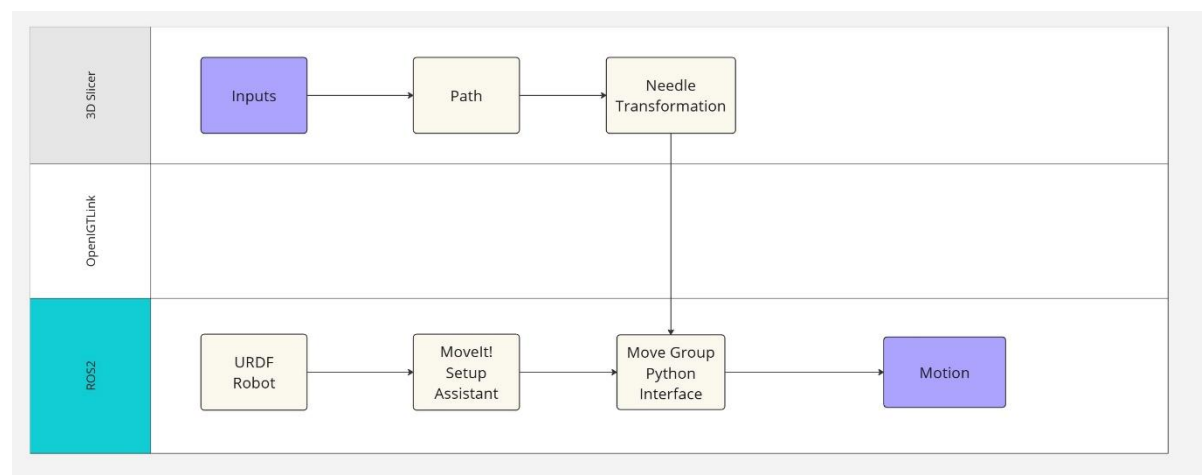 3D Slicer
Inputs
Path
Needle
Transformation
OpenIGTLink
ROS2
URDF
Robot
MoveIt!
Setup
Assistant
Move Group
Python
Interface
Motion